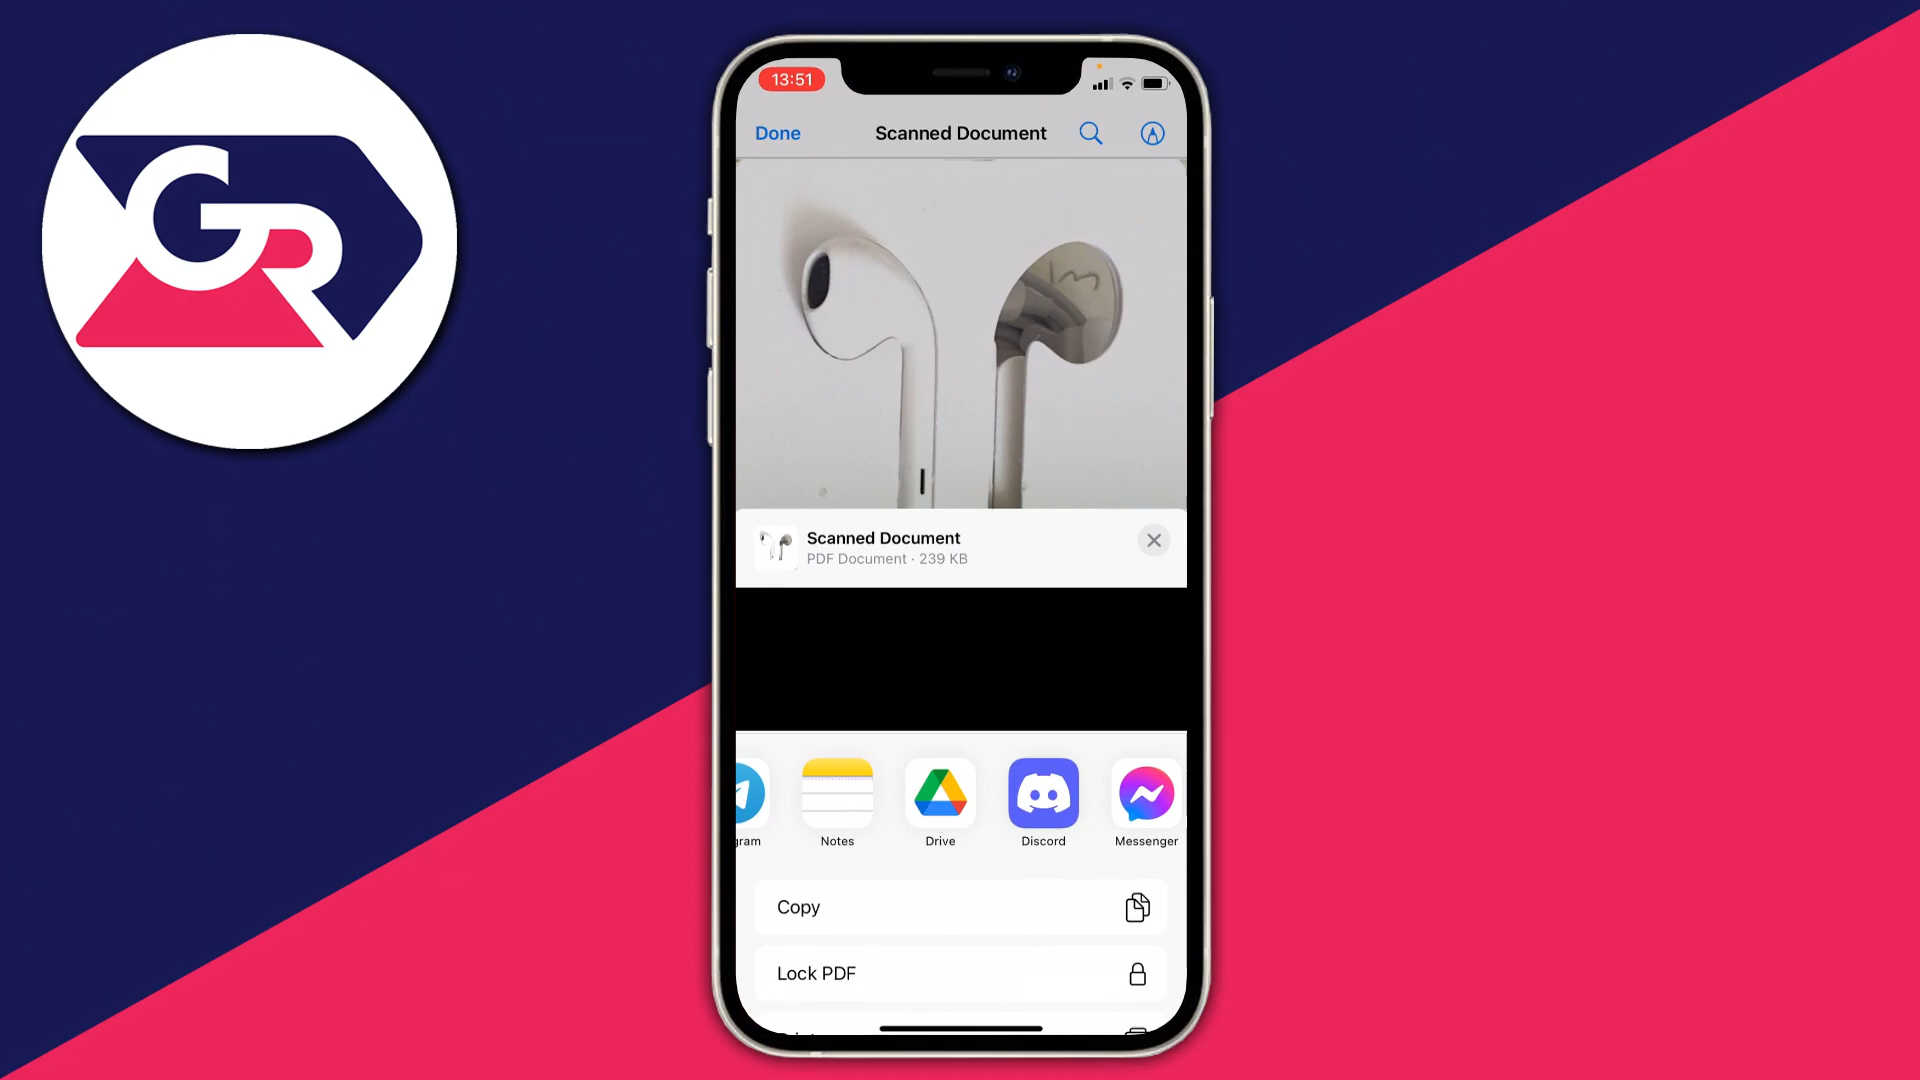 GR
13:51
Done
Scanned Document
Scanned Document
PDF Document · 239 KB
gram
Notes
Drive
Discord
Messenger
Copy
Lock PDF